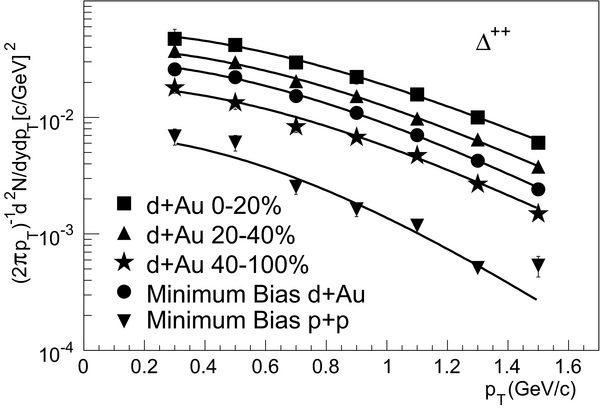 Δ++
(2πpT)-1d 2N/dydpT[c/GeV] 2
10-2
10-3
10-4
d+Au 0-20%
d+Au 20-40%
d+Au 40-100%
Minimum Bias d+Au
Minimum Bias p+p
0 0.2 0.4 0.6 0.8 1 1.2 1.4 1.6
pT(GeV/c)